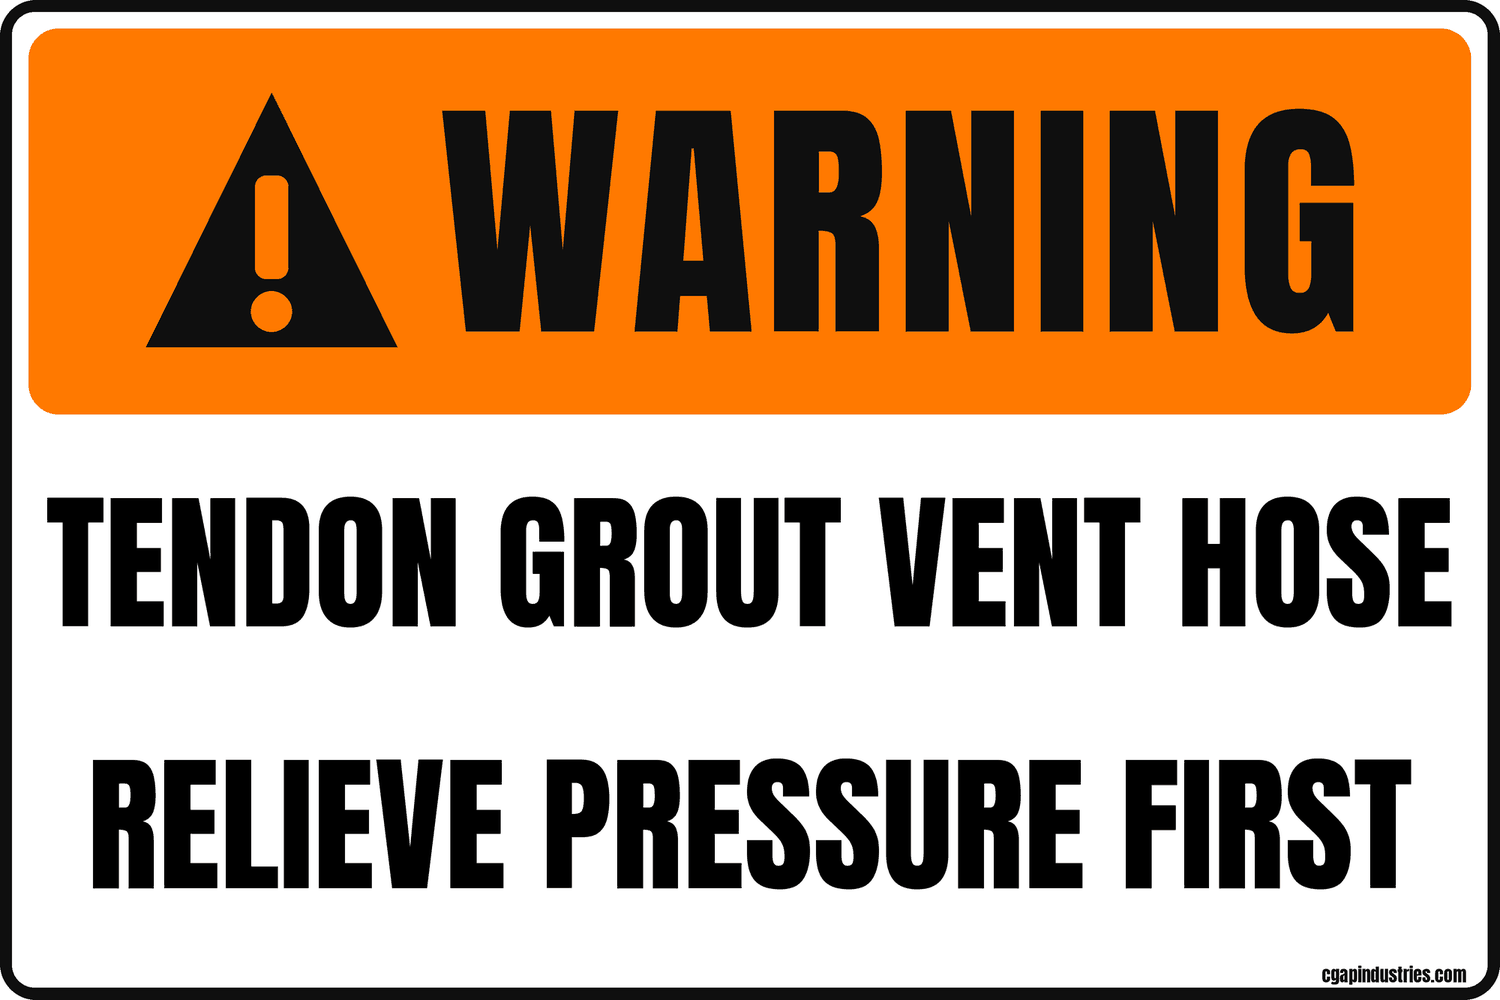 WARNING
TENDON GROUT VENT HOSE
RELIEVE PRESSURE FIRST
cgapindustries.com